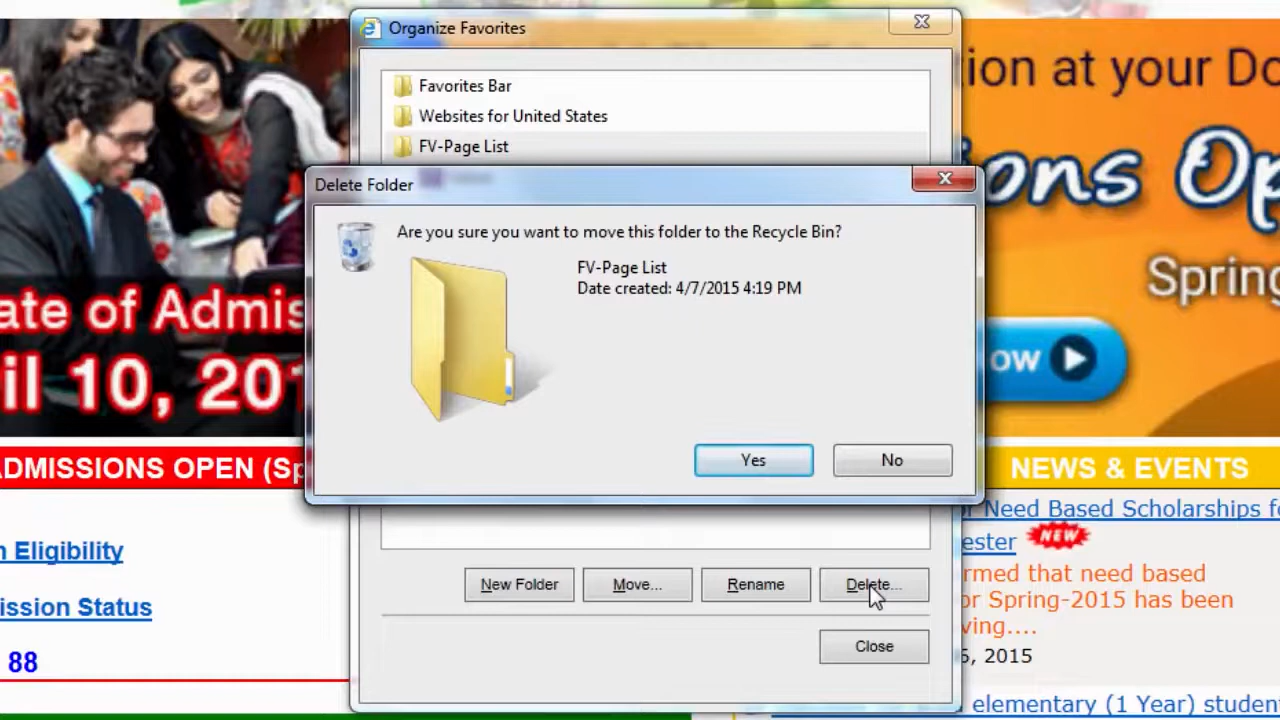 Organize Favorites
Favorites Bar
Websites for United States
FV-Page List
Delete Folder
Are you sure you want to move this folder to the Recycle Bin?
FV-Page List
Date created: 4/7/2015 4:19 PM
Yes
No
New Folder
Move...
Rename
Delete...
Close
ate of Admis
il 10, 201
ADMISSIONS OPEN (Sp
n Eligibility
ission Status
88
ion at your Do
ons Op
Spring
ow
NEWS & EVENTS
or Need Based Scholarships fo
ester NEW
rmed that need based
or Spring-2015 has been
ving....
5, 2015
elementary (1 Year) student